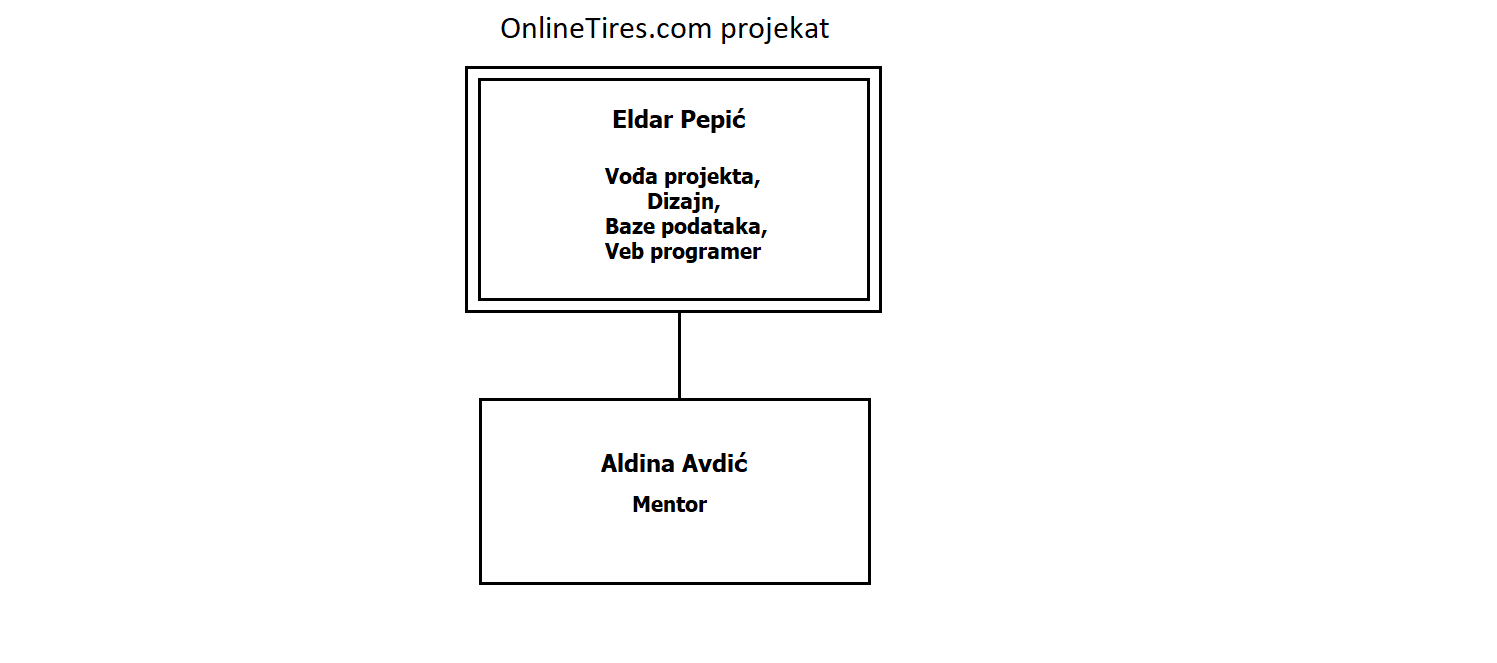 OnlineTires.com projekat
Eldar Pepić
Vođa projekta,
Dizajn,
Baze podataka,
Veb programer
Aldina Avdić
Mentor